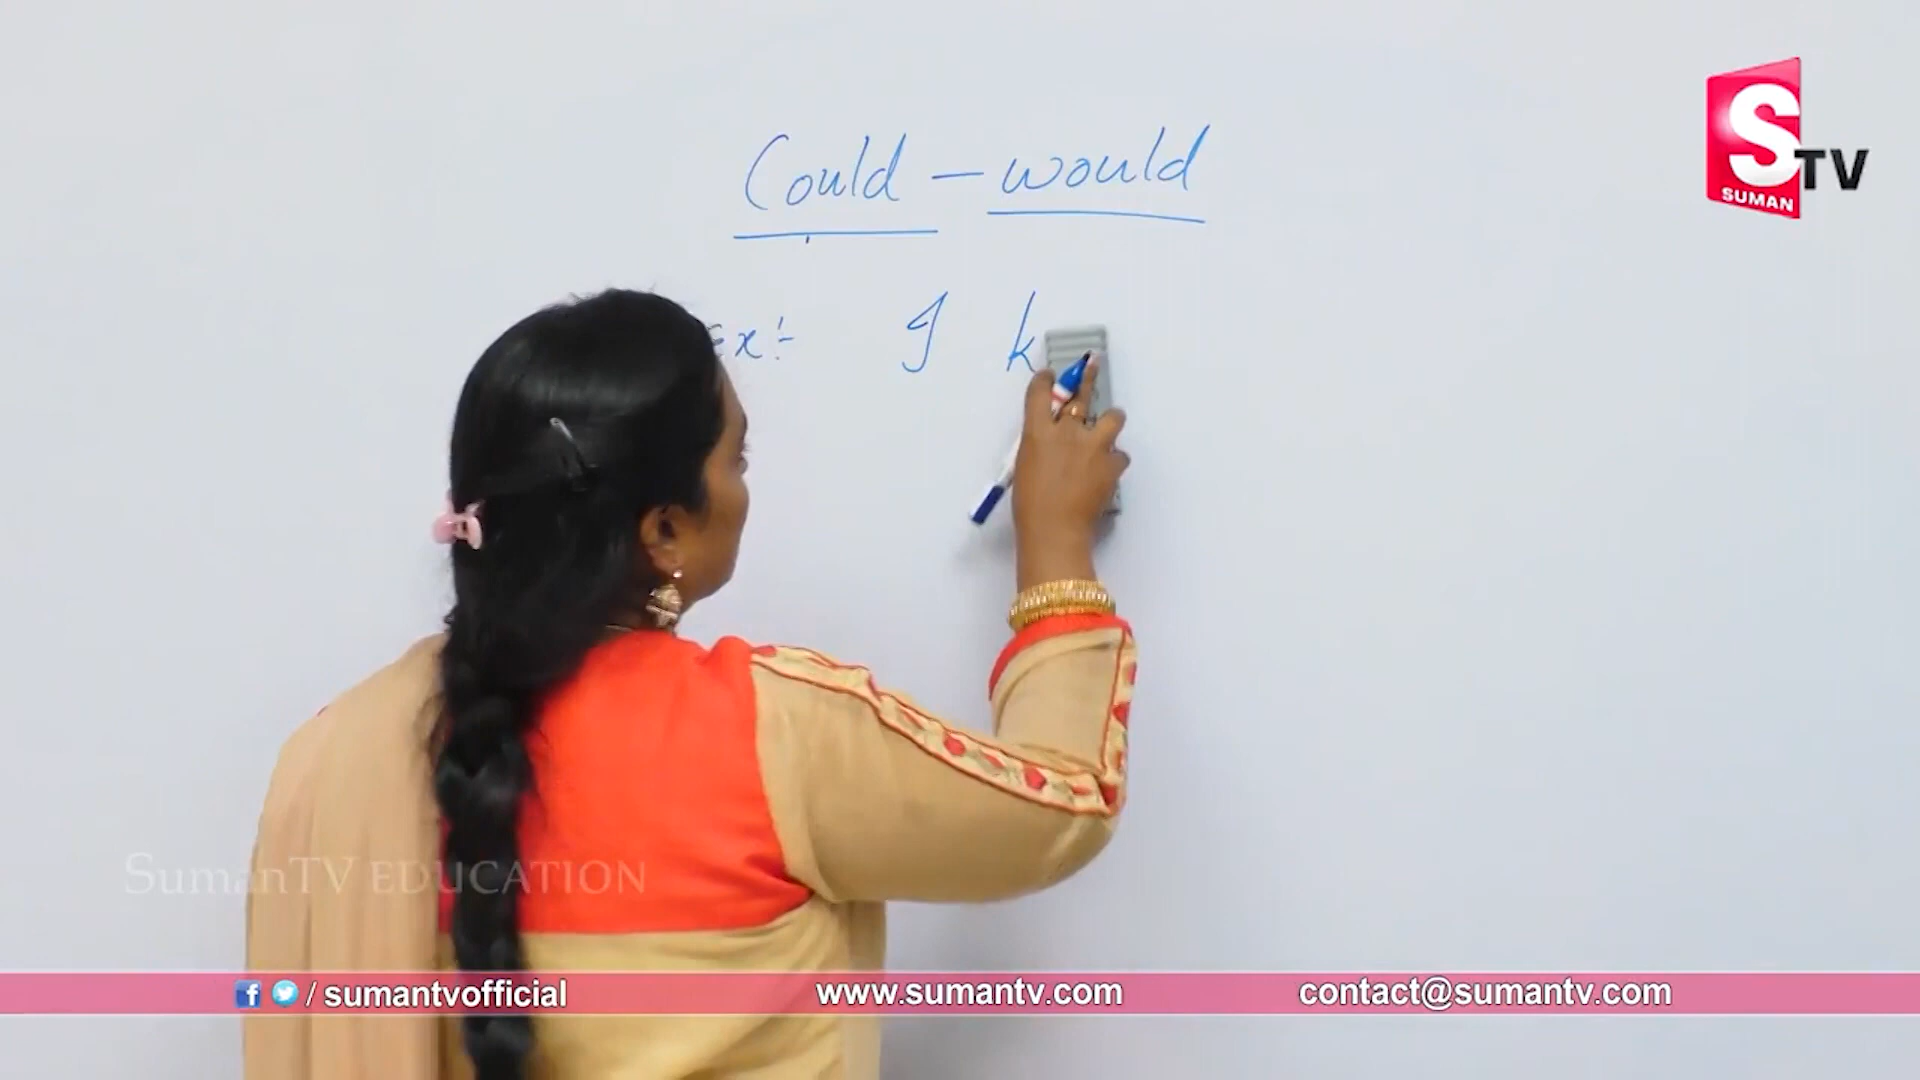 Could - would
Ex:- I k
S TV
SUMAN
SumanTV EDUCATION
/ sumantvofficial
www.sumantv.com
contact@sumantv.com